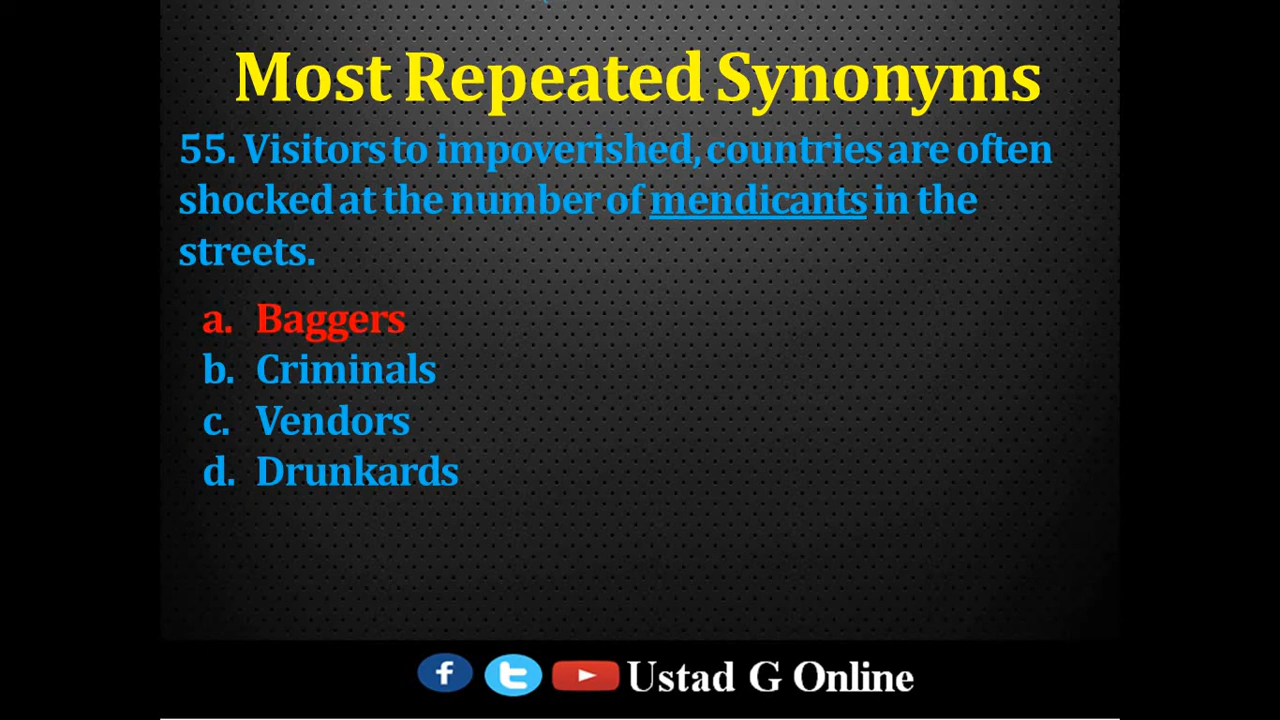 Most Repeated Synonyms
55. Visitors to impoverished, countries are often
shocked at the number of mendicants in the
streets.
a. Baggers
b. Criminals
c. Vendors
d. Drunkards
Ustad G Online